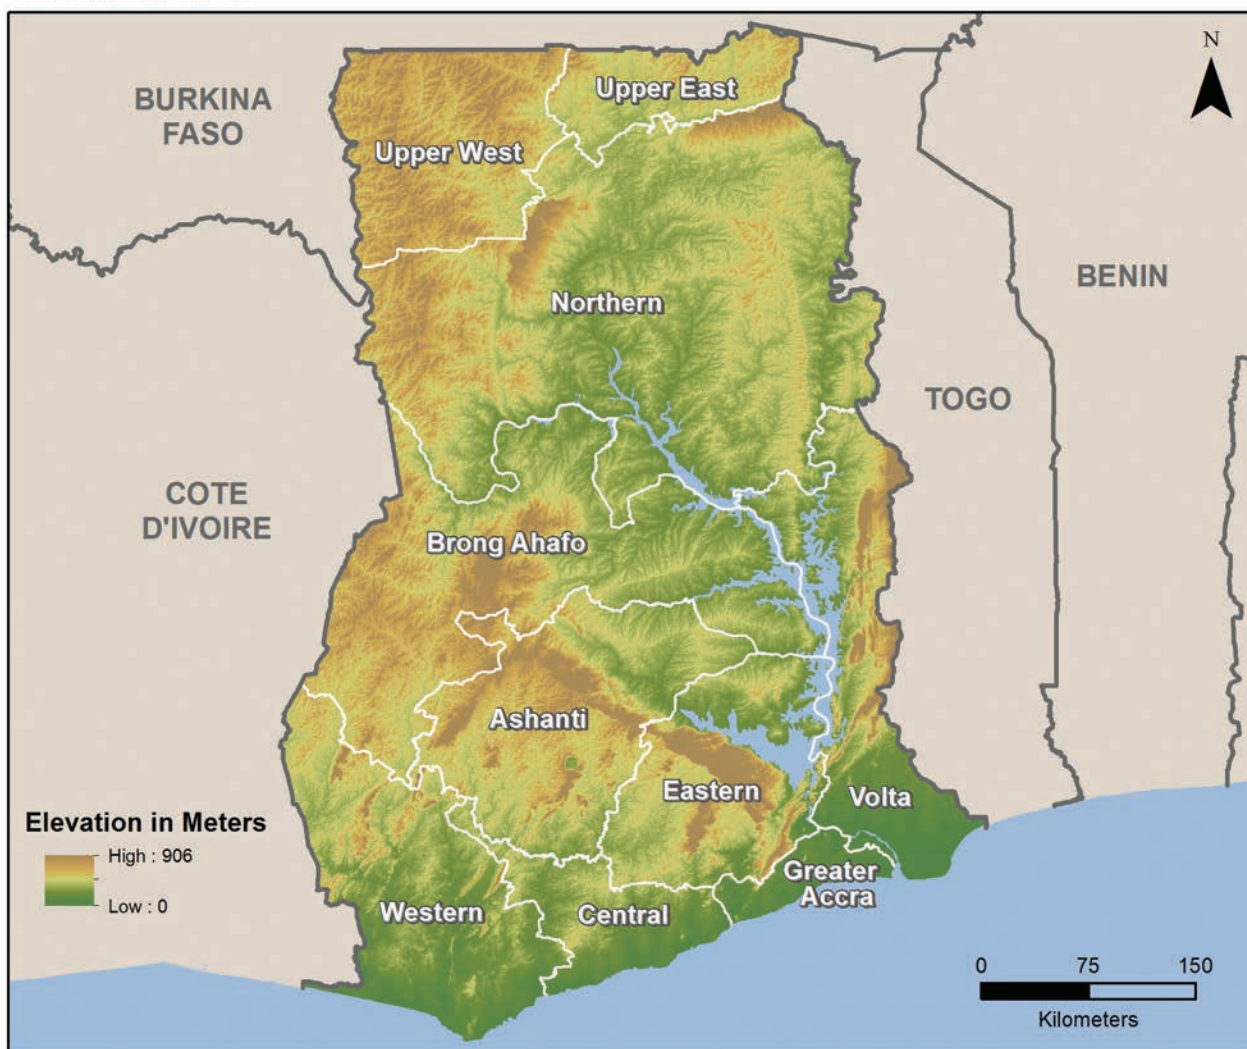 N
BURKINA
FASO
Upper East
Upper West
Northern
BENIN
TOGO
COTE
D'IVOIRE
Brong Ahafo
Ashanti
Eastern
Volta
Elevation in Meters
High : 906
Low : 0
Greater
Accra
Western
Central
0 75 150
Kilometers